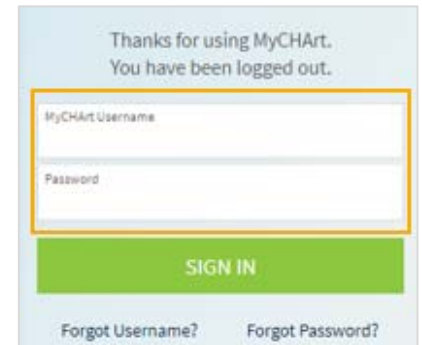 Thanks for using MyCHArt.
You have been logged out.
MyCHArt Username
Password
SIGN IN
Forgot Username? Forgot Password?